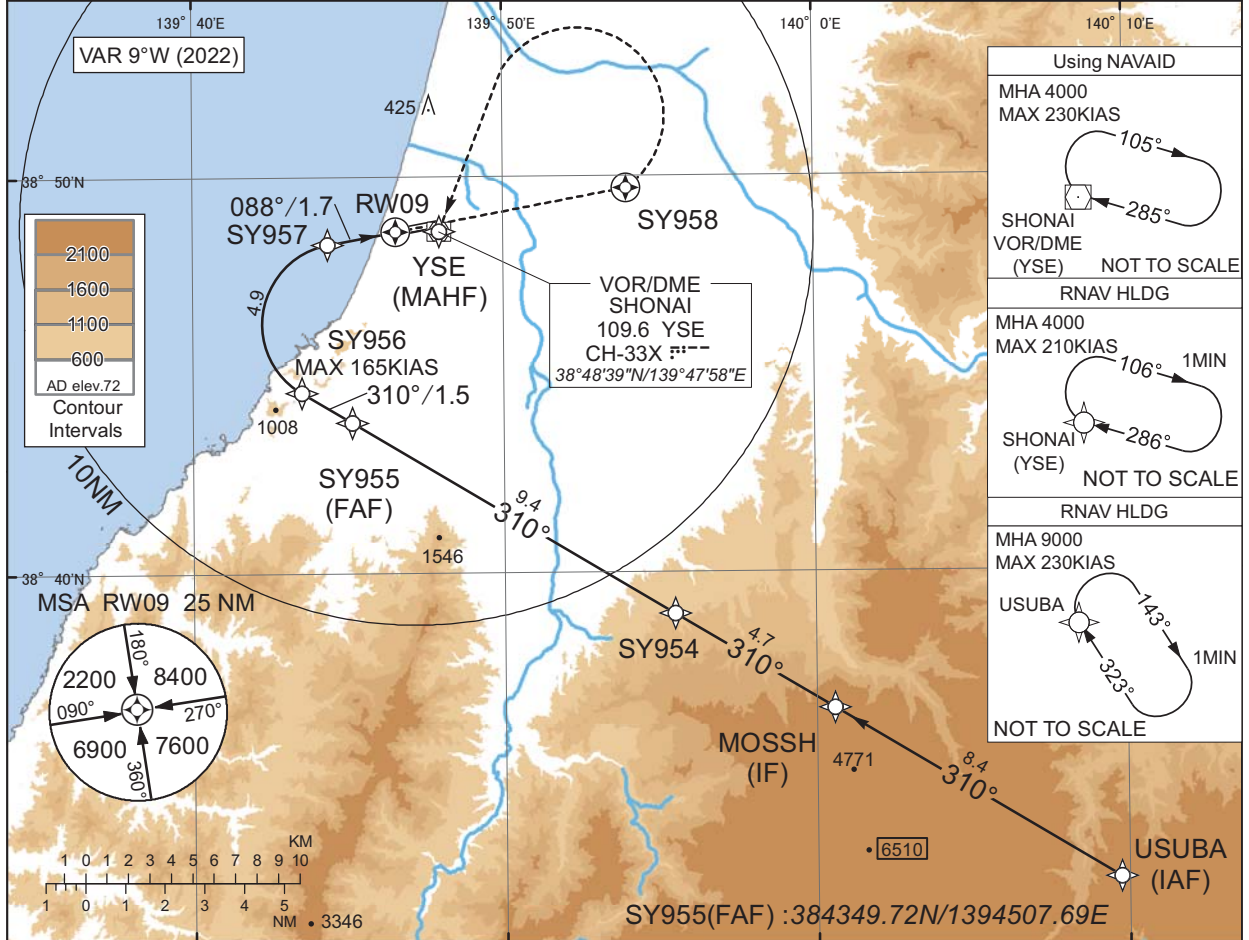 139° 40'E
139° 50'E
140° 0'E
140° 10'E
VAR 9°W (2022)
425
38° 50'N
088°/1.7
SY957
RW09
SY958
YSE
(MAHF)
VOR/DME
SHONAI
109.6 YSE
CH-33X
38°48'39"N/139°47'58"E
2100
1600
1100
600
AD elev.72
Contour
Intervals
4.9
SY956
MAX 165KIAS
310°/1.5
1008
SY955
(FAF)
10NM
9.4
310°
1546
38° 40'N
SY954
4.7
310°
MOSSH
(IF)
4771
8.4
310°
6510
USUBA
(IAF)
MSA RW09 25 NM
180°
2200
8400
090°
270°
6900
7600
360°
KM
1 0 1 2 3 4 5 6 7 8 9 10
1 0 1 2 3 4 5
NM
3346
SY955(FAF) :384349.72N/1394507.69E
Using NAVAID
MHA 4000
MAX 230KIAS
105°
285°
SHONAI
VOR/DME
(YSE)
NOT TO SCALE
RNAV HLDG
MHA 4000
MAX 210KIAS
106°
1MIN
286°
SHONAI
(YSE)
NOT TO SCALE
RNAV HLDG
MHA 9000
MAX 230KIAS
USUBA
143°
1MIN
323°
NOT TO SCALE